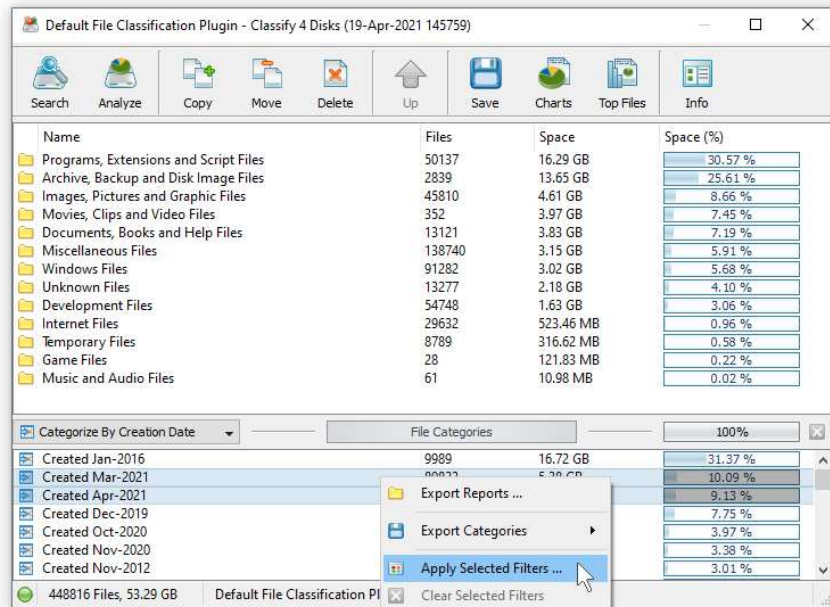 Default File Classification Plugin - Classify 4 Disks (19-Apr-2021 145759)
Search Analyze Copy Move Delete Up Save Charts Top Files Info
Name Files Space Space (%)
Programs, Extensions and Script Files 50137 16.29 GB 30.57 %
Archive, Backup and Disk Image Files 2839 13.65 GB 25.61 %
Images, Pictures and Graphic Files 45810 4.61 GB 8.66 %
Movies, Clips and Video Files 352 3.97 GB 7.45 %
Documents, Books and Help Files 13121 3.83 GB 7.19 %
Miscellaneous Files 138740 3.15 GB 5.91 %
Windows Files 91282 3.02 GB 5.68 %
Unknown Files 13277 2.18 GB 4.10 %
Development Files 54748 1.63 GB 3.06 %
Internet Files 29632 523.46 MB 0.96 %
Temporary Files 8789 316.62 MB 0.58 %
Game Files 28 121.83 MB 0.22 %
Music and Audio Files 61 10.98 MB 0.02 %
Categorize By Creation Date File Categories 100%
Created Jan-2016 9989 16.72 GB 31.37 %
Created Mar-2021 10.09 %
Created Apr-2021 9.13 %
Created Dec-2019 7.75 %
Created Oct-2020 3.97 %
Created Nov-2020 3.38 %
Created Nov-2012 3.01 %
Export Reports ...
Export Categories
Apply Selected Filters ...
Clear Selected Filters
448816 Files, 53.29 GB Default File Classification Pl